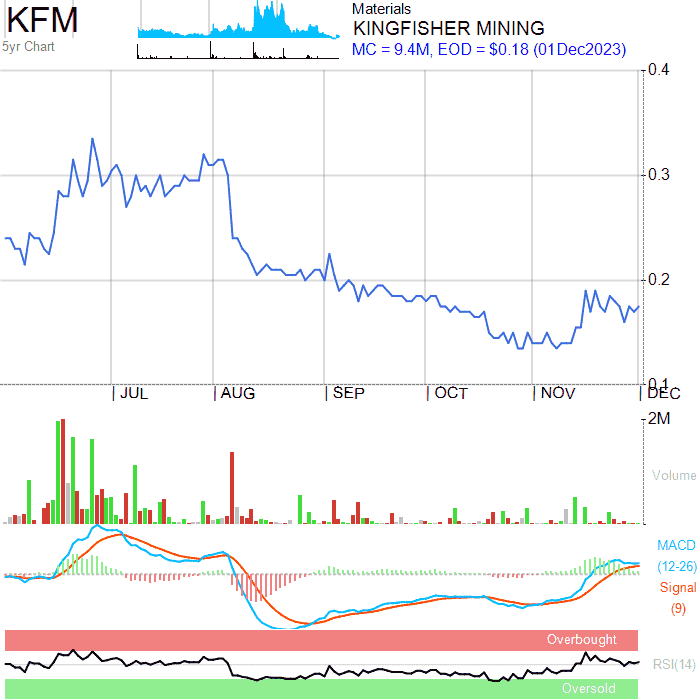 KFM
5yr Chart
Materials
KINGFISHER MINING
MC = 9.4M, EOD = $0.18 (01Dec2023)
0.4
0.3
0.2
0.1
JUL
AUG
SEP
OCT
NOV
DEC
2M
Volume
MACD
(12-26)
Signal
(9)
Overbought
RSI(14)
Oversold